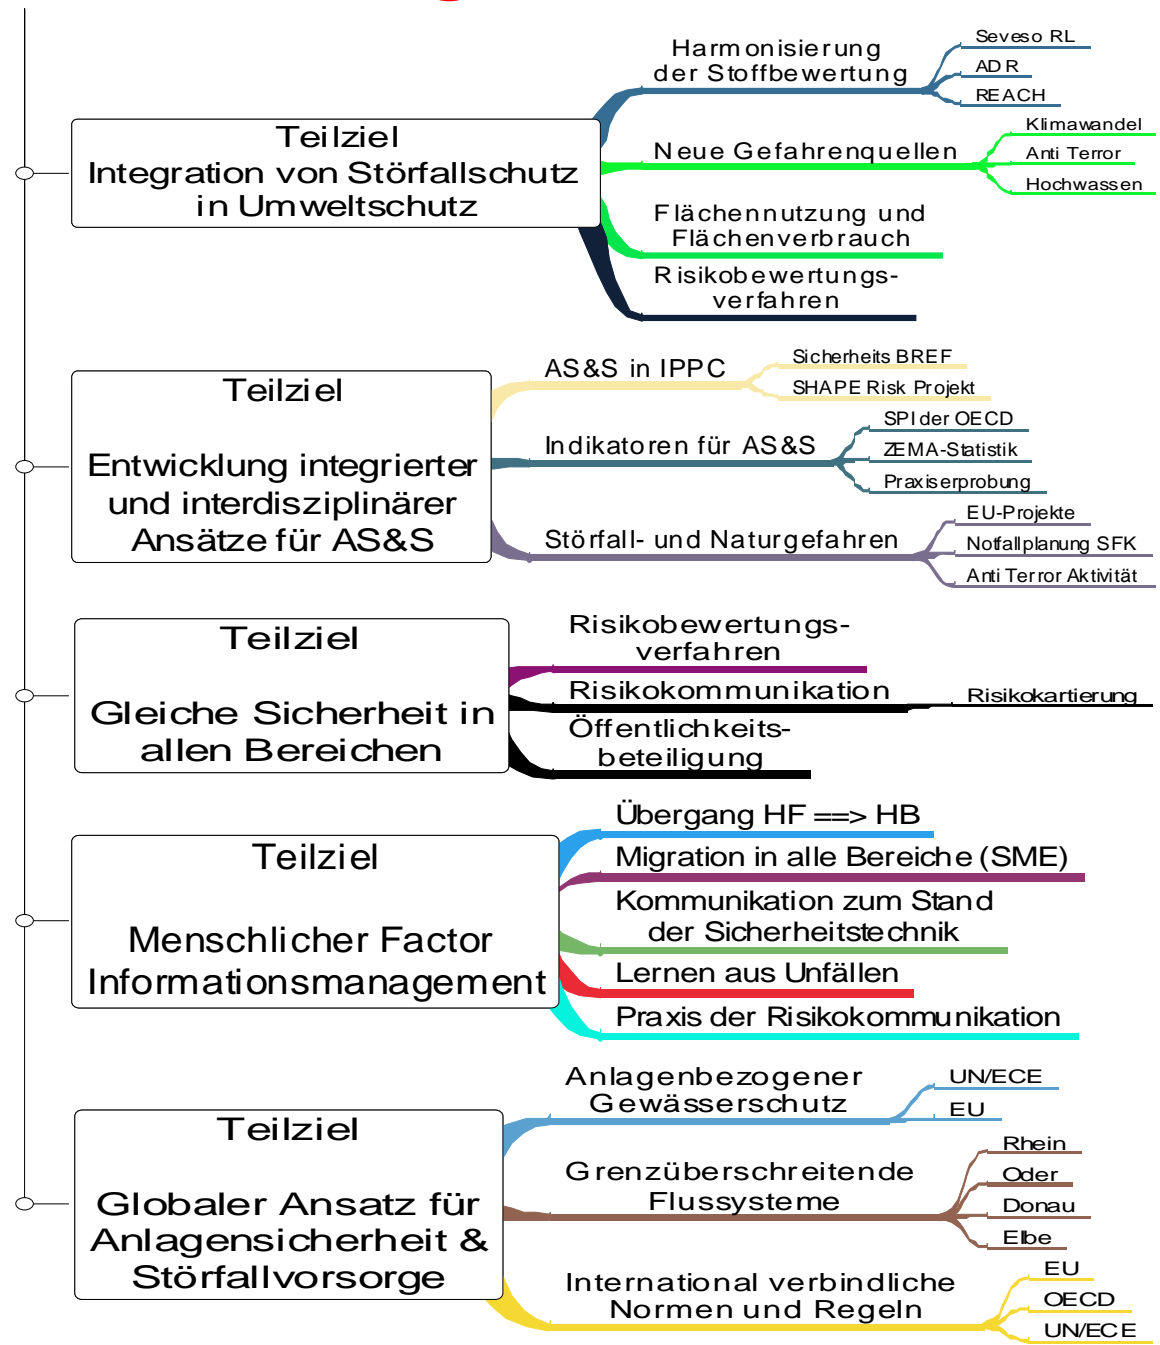 Teilziel
Integration von Störfallschutz
in Umweltschutz
Harmonisierung
der Stoffbewertung
Seveso RL
ADR
REACH
Neue Gefahrenquellen
Klimawandel
Anti Terror
Hochwassen
Flächennutzung und
Flächenverbrauch
Risikobewertungs-
verfahren
Teilziel
Entwicklung integrierter
und interdisziplinärer
Ansätze für AS&S
AS&S in IPPC
Sicherheits BREF
SHAPE Risk Projekt
Indikatoren für AS&S
SPI der OECD
ZEMA-Statistik
Praxiserprobung
Störfall- und Naturgefahren
EU-Projekte
Notfallplanung SFK
Anti Terror Aktivität
Teilziel
Gleiche Sicherheit in
allen Bereichen
Risikobewertungs-
verfahren
Risikokommunikation
Risikokartierung
Öffentlichkeits-
beteiligung
Teilziel
Menschlicher Factor
Informationsmanagement
Übergang HF ==> HB
Migration in alle Bereiche (SME)
Kommunikation zum Stand
der Sicherheitstechnik
Lernen aus Unfällen
Praxis der Risikokommunikation
Teilziel
Globaler Ansatz für
Anlagensicherheit &
Störfallvorsorge
Anlagenbezogener
Gewässerschutz
UN/ECE
EU
Grenzüberschreitende
Flussysteme
Rhein
Oder
Donau
Elbe
International verbindliche
Normen und Regeln
EU
OECD
UN/ECE